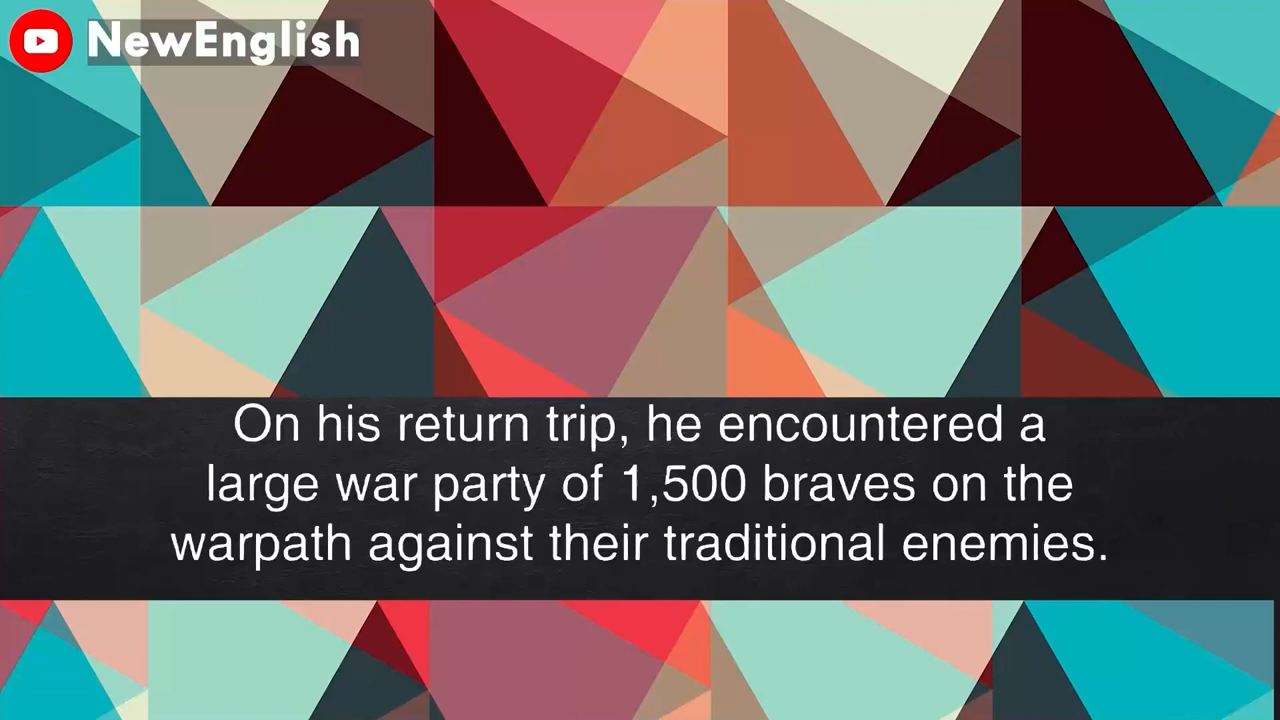 NewEnglish
On his return trip, he encountered a
large war party of 1,500 braves on the
warpath against their traditional enemies.